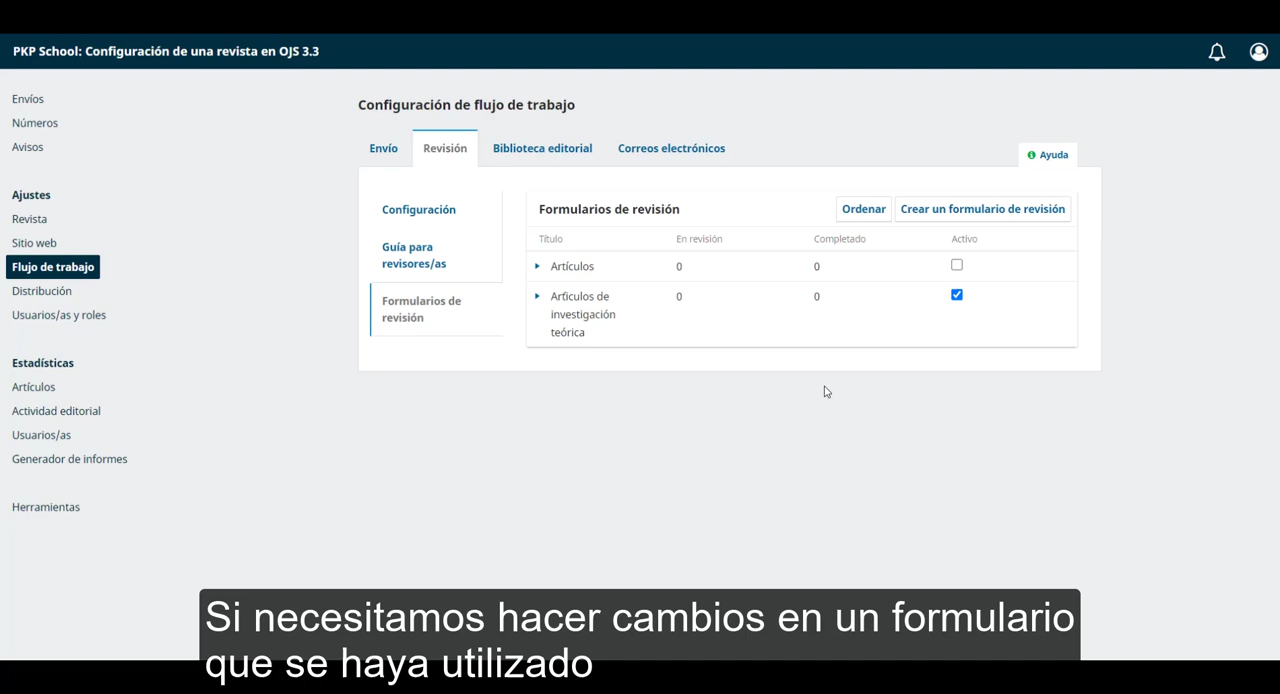 PKP School: Configuración de una revista en OJS 3.3
Envíos
Números
Avisos
Ajustes
Revista
Sitio web
Flujo de trabajo
Distribución
Usuarios/as y roles
Estadísticas
Artículos
Actividad editorial
Usuarios/as
Generador de informes
Herramientas
Configuración de flujo de trabajo
Envío Revisión Biblioteca editorial Correos electrónicos
Ayuda
Configuración
Guía para
revisores/as
Formularios de
revisión
Formularios de revisión Ordenar Crear un formulario de revisión
Título En revisión Completado Activo
Artículos 0 0
Artículos de 0 0
investigación
teórica
Si necesitamos hacer cambios en un formulario
que se haya utilizado